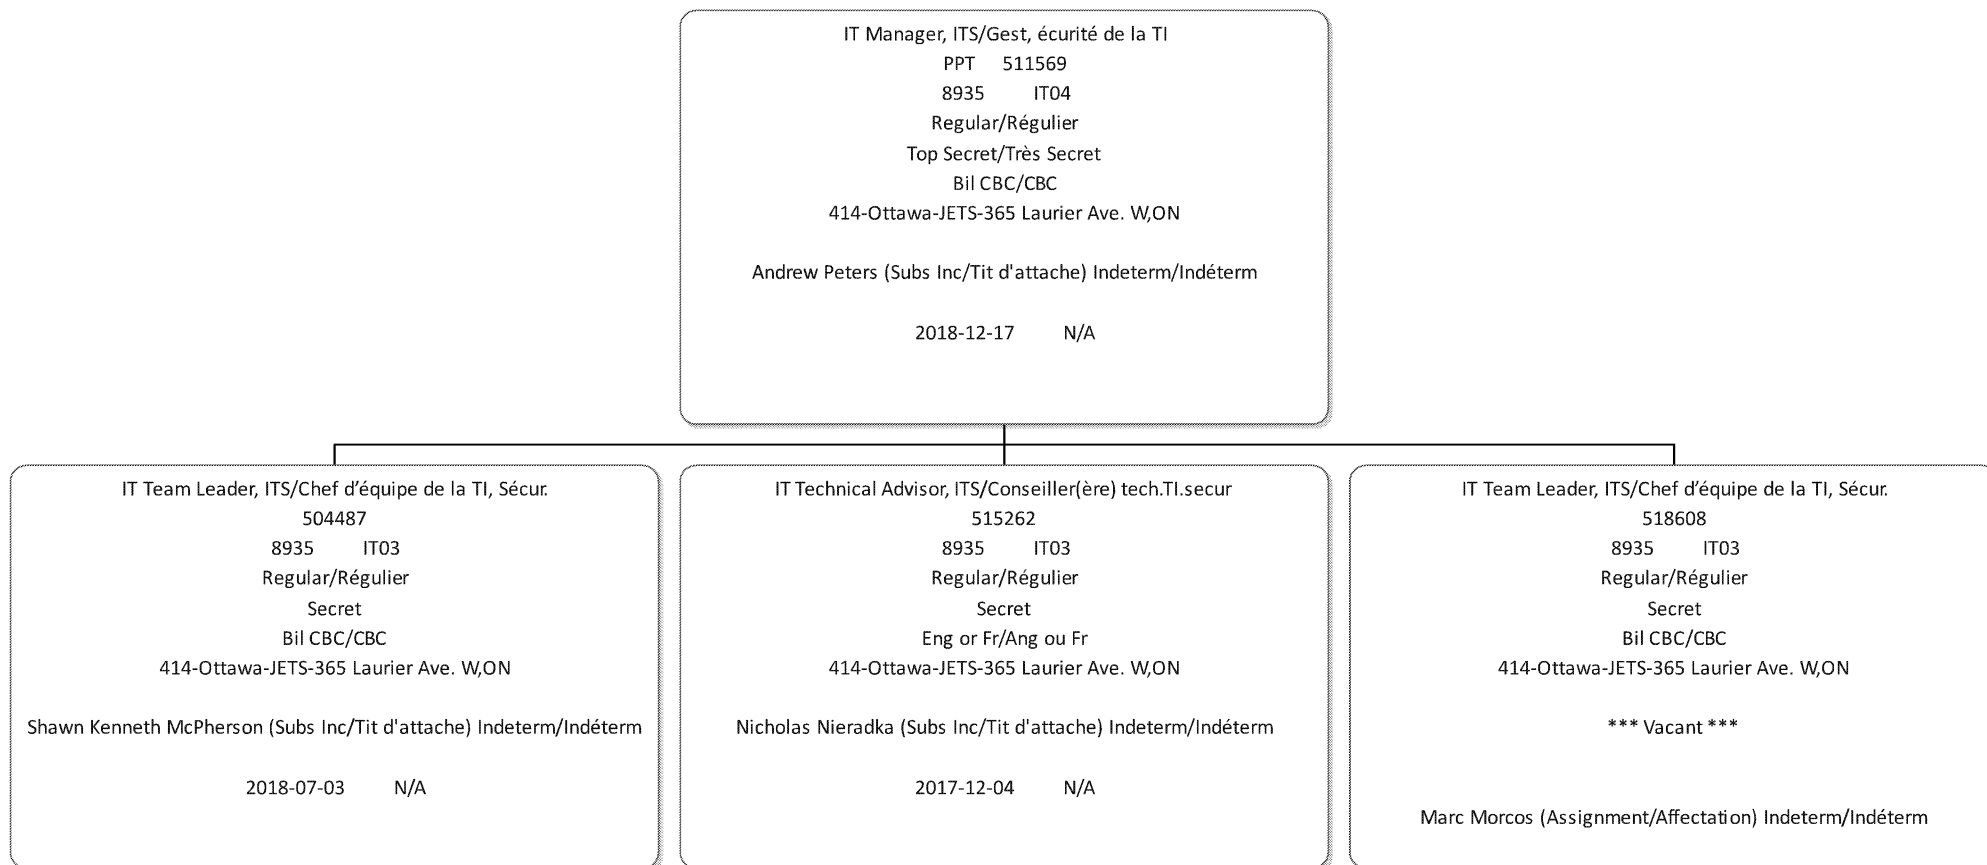 IT Manager, ITS/Gest, écurité de la TI
PPT 511569
8935 IT04
Regular/Régulier
Top Secret/Très Secret
Bil CBC/CBC
414-Ottawa-JETS-365 Laurier Ave. W,ON
Andrew Peters (Subs Inc/Tit d'attache) Indeterm/Indéterm
2018-12-17 N/A
IT Team Leader, ITS/Chef d’équipe de la TI, Sécur.
504487
8935 IT03
Regular/Régulier
Secret
Bil CBC/CBC
414-Ottawa-JETS-365 Laurier Ave. W,ON
Shawn Kenneth McPherson (Subs Inc/Tit d'attache) Indeterm/Indéterm
2018-07-03 N/A
IT Technical Advisor, ITS/Conseiller(ère) tech.TI.secur
515262
8935 IT03
Regular/Régulier
Secret
Eng or Fr/Ang ou Fr
414-Ottawa-JETS-365 Laurier Ave. W,ON
Nicholas Nieradka (Subs Inc/Tit d'attache) Indeterm/Indéterm
2017-12-04 N/A
IT Team Leader, ITS/Chef d’équipe de la TI, Sécur.
518608
8935 IT03
Regular/Régulier
Secret
Bil CBC/CBC
414-Ottawa-JETS-365 Laurier Ave. W,ON
*** Vacant ***
Marc Morcos (Assignment/Affectation) Indeterm/Indéterm